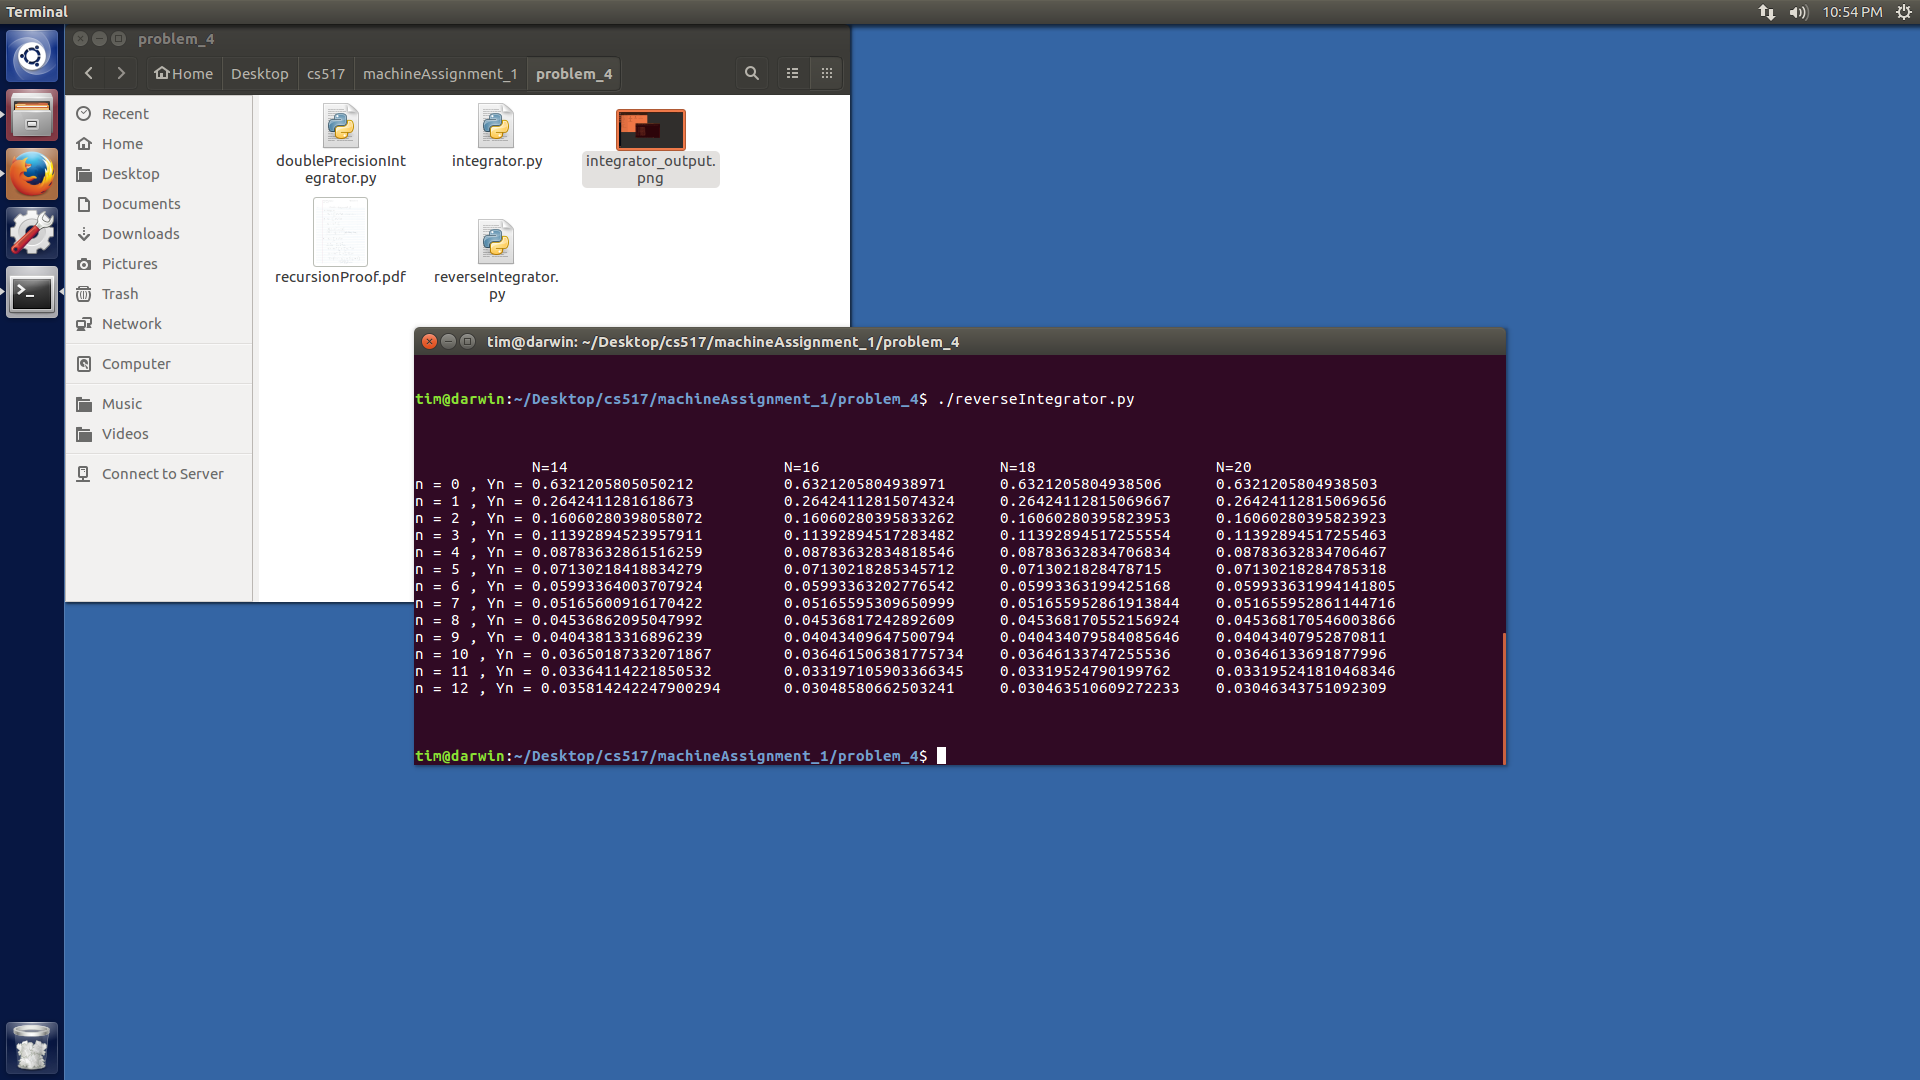 Terminal
10:54 PM
problem_4
Home Desktop cs517 machineAssignment_1 problem_4
Recent
Home
Desktop
Documents
Downloads
Pictures
Trash
Network
Computer
Music
Videos
Connect to Server
doublePrecisionInt
egrator.py
integrator.py
integrator_output.
png
recursionProof.pdf
reverseIntegrator.
py
tim@darwin: ~/Desktop/cs517/machineAssignment_1/problem_4
tim@darwin:~/Desktop/cs517/machineAssignment_1/problem_4$ ./reverseIntegrator.py
N=14 N=16 N=18 N=20
n = 0 , Yn = 0.6321205805050212 0.6321205804938971 0.6321205804938506 0.6321205804938503
n = 1 , Yn = 0.2642411281618673 0.26424112815074324 0.26424112815069667 0.26424112815069656
n = 2 , Yn = 0.16060280398058072 0.16060280395833262 0.16060280395823953 0.16060280395823923
n = 3 , Yn = 0.11392894523957911 0.11392894517283482 0.11392894517255554 0.11392894517255463
n = 4 , Yn = 0.08783632861516259 0.08783632834818546 0.08783632834706834 0.08783632834706467
n = 5 , Yn = 0.07130218418834279 0.07130218285345712 0.0713021828478715 0.07130218284785318
n = 6 , Yn = 0.05993364003707924 0.05993363202776542 0.05993363199425168 0.059933631994141805
n = 7 , Yn = 0.05165600916170422 0.05165595309650999 0.051655952861913844 0.051655952861144716
n = 8 , Yn = 0.04536862095047992 0.04536817242892609 0.045368170552156924 0.045368170546003866
n = 9 , Yn = 0.04043813316896239 0.04043409647500794 0.040434079584085646 0.04043407952870811
n = 10 , Yn = 0.03650187332071867 0.036461506381775734 0.03646133747255536 0.03646133691877996
n = 11 , Yn = 0.03364114221850532 0.033197105903366345 0.03319524790199762 0.033195241810468346
n = 12 , Yn = 0.035814242247900294 0.03048580662503241 0.030463510609272233 0.03046343751092309
tim@darwin:~/Desktop/cs517/machineAssignment_1/problem_4$